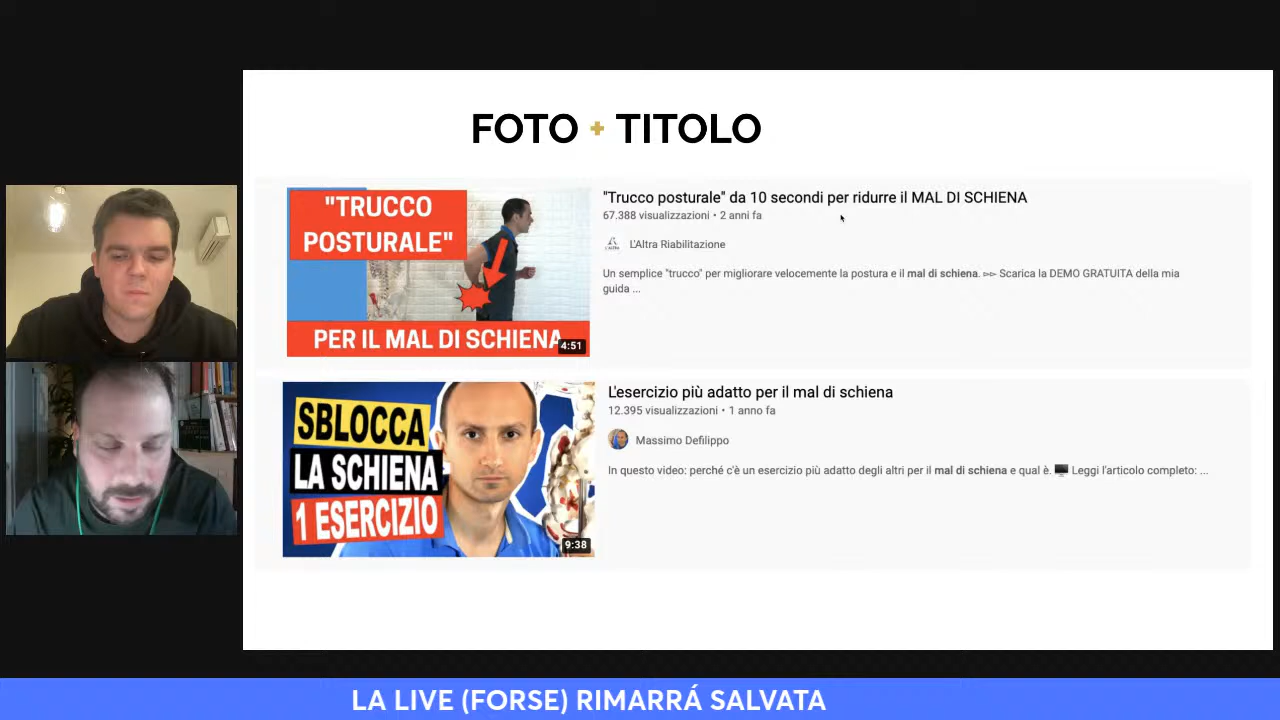 FOTO + TITOLO
"TRUCCO
POSTURALE"
PER IL MAL DI SCHIENA
4:51
"Trucco posturale" da 10 secondi per ridurre il MAL DI SCHIENA
67.388 visualizzazioni • 2 anni fa
L'Altra Riabilitazione
Un semplice "trucco" per migliorare velocemente la postura e il mal di schiena. ▻▻ Scarica la DEMO GRATUITA della mia
guida ...
SBLOCCA
LA SCHIENA
1 ESERCIZIO
9:38
L'esercizio più adatto per il mal di schiena
12.395 visualizzazioni • 1 anno fa
Massimo Defilippo
In questo video: perché c'è un esercizio più adatto degli altri per il mal di schiena e qual è. 🖥️ Leggi l'articolo completo: ...
LA LIVE (FORSE) RIMARRÁ SALVATA